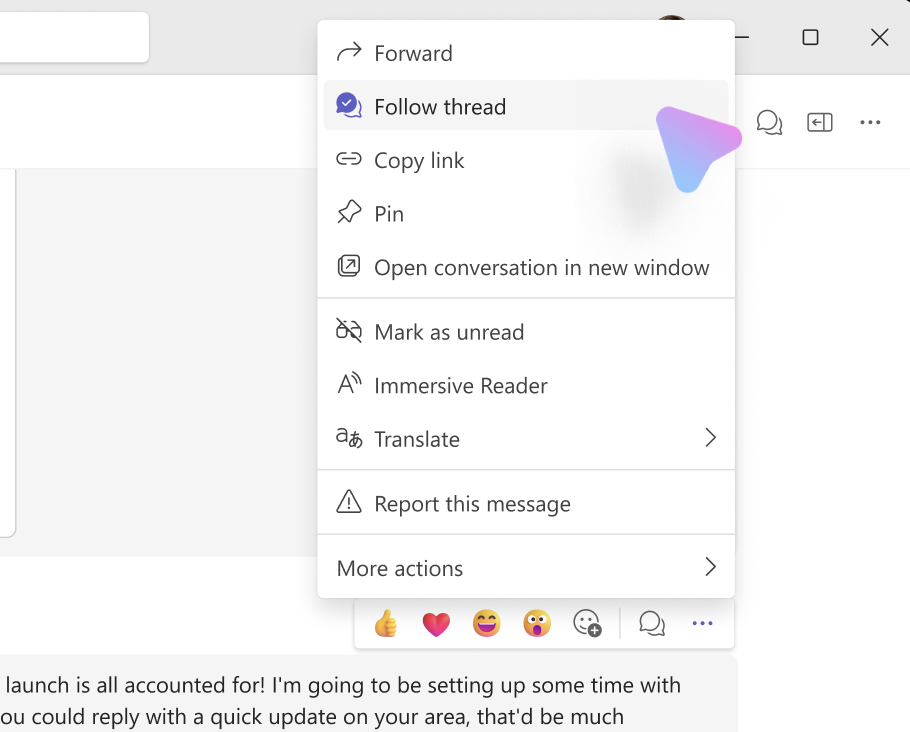 Forward
Follow thread
Copy link
Pin
Open conversation in new window
Mark as unread
Immersive Reader
Translate
Report this message
More actions
launch is all accounted for! I'm going to be setting up some time with
could reply with a quick update on your area, that'd be much